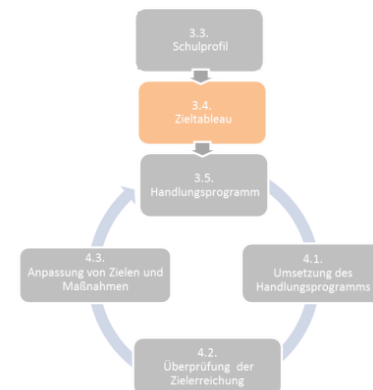 3.3.
Schulprofil
3.4.
Zieltableau
3.5.
Handlungsprogramm
4.3.
Anpassung von Zielen und
Maßnahmen
4.1.
Umsetzung des
Handlungsprogramms
4.2.
Überprüfung der
Zielerreichung